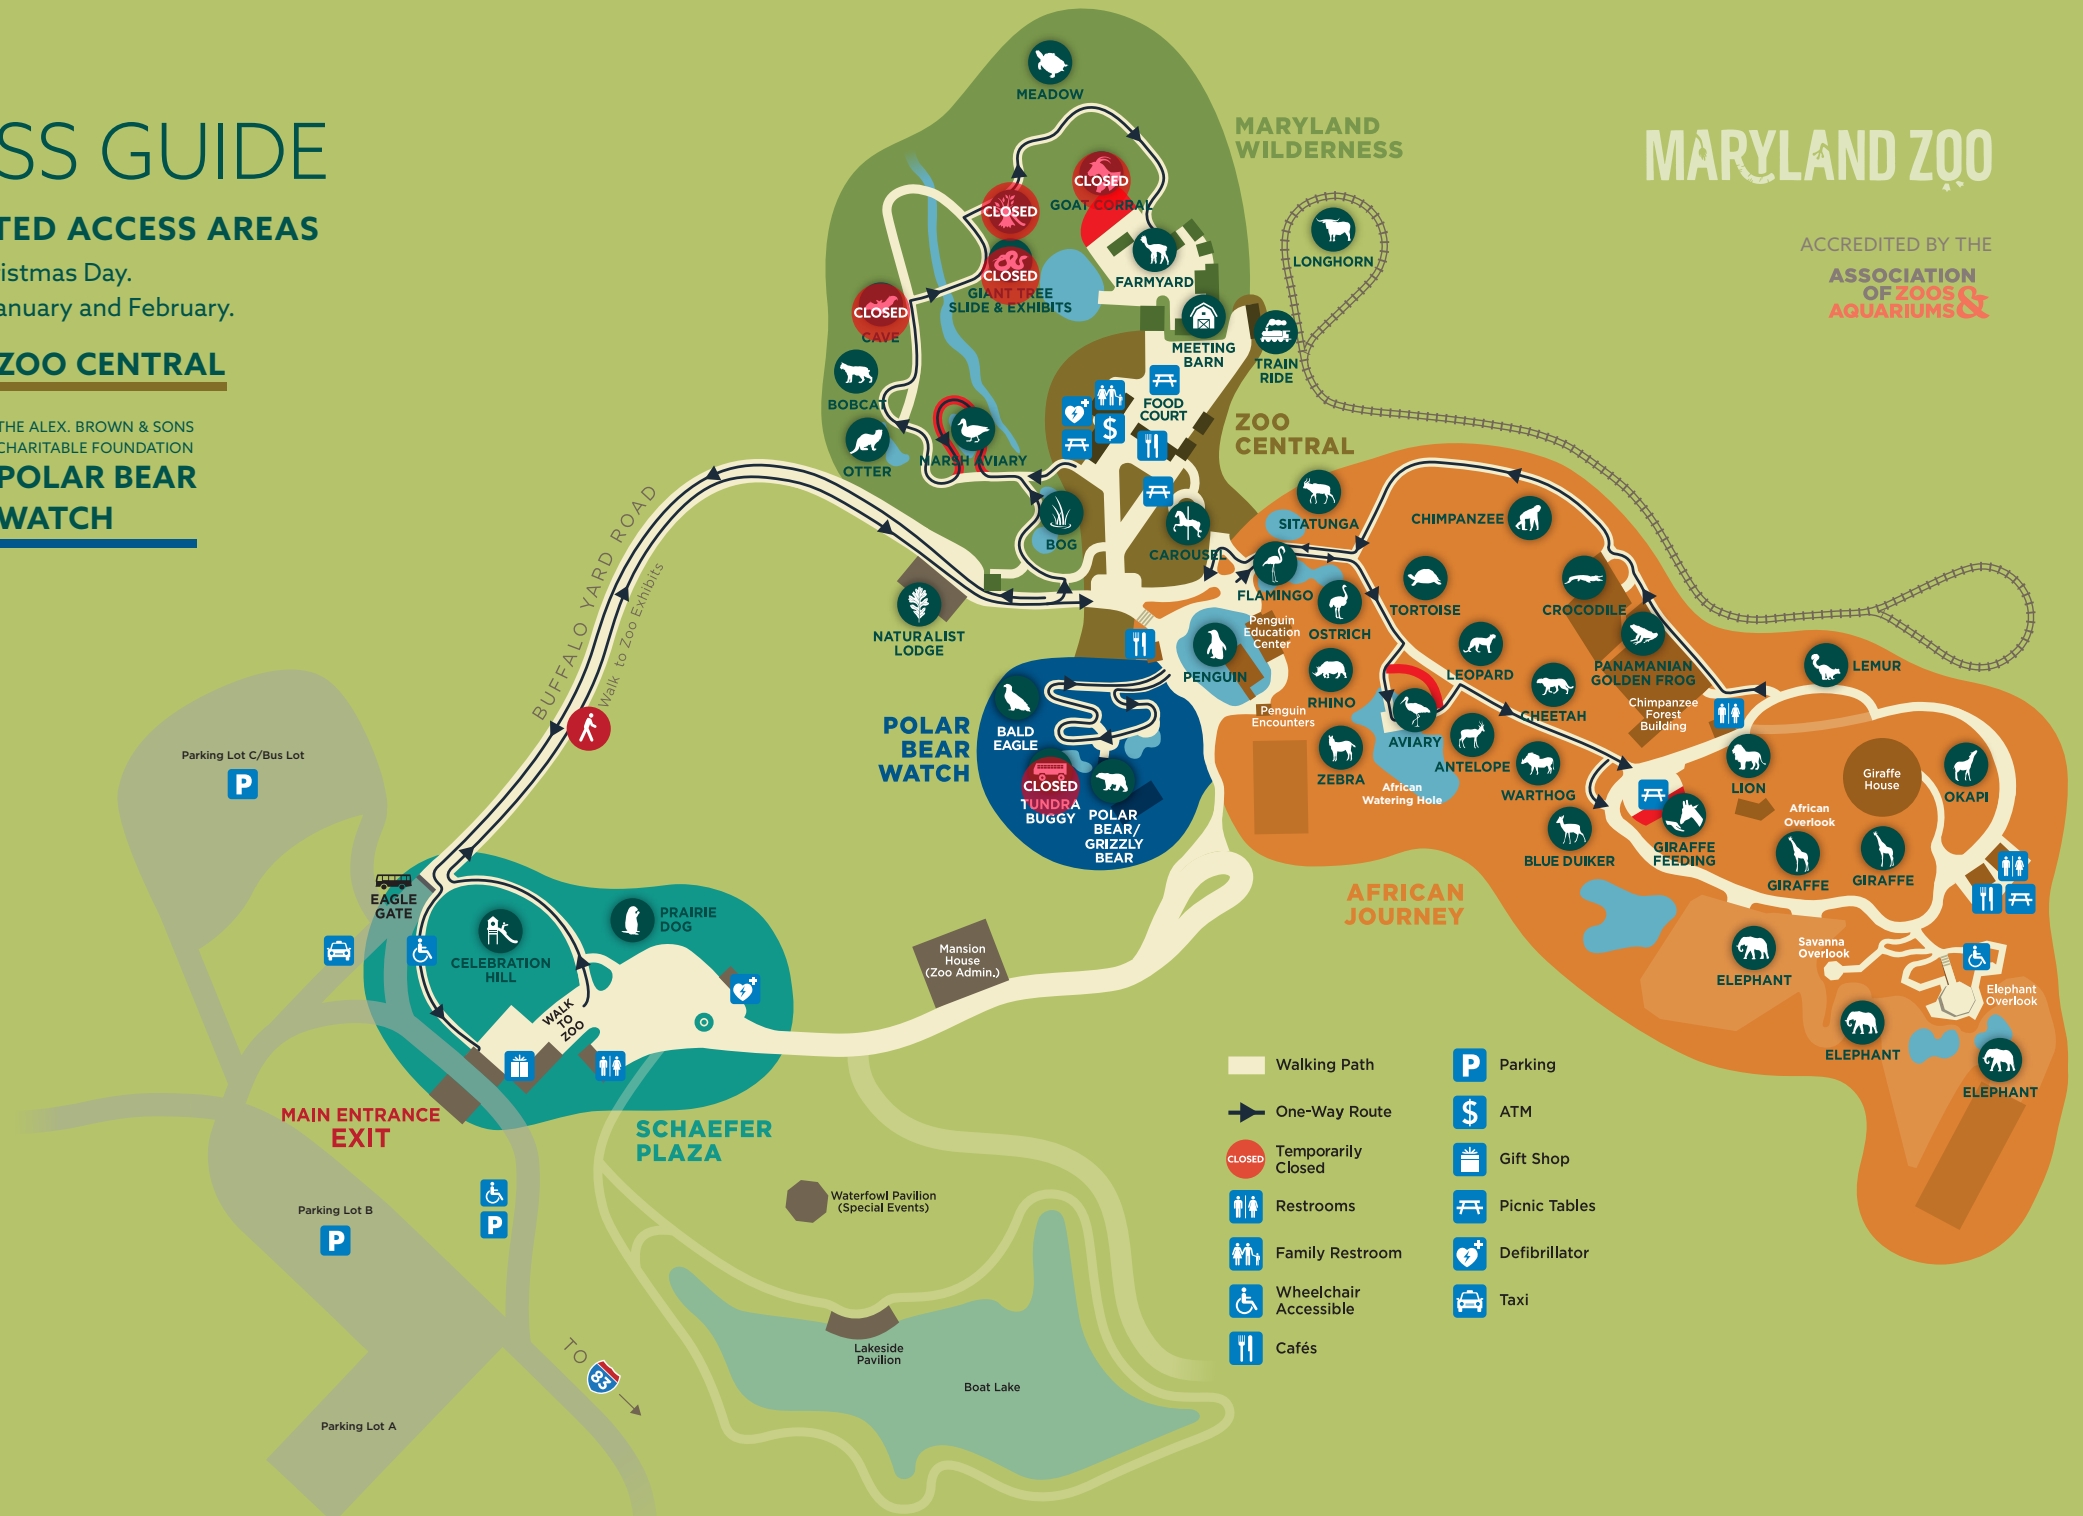 SS GUIDE
TED ACCESS AREAS
istmas Day.
anuary and February.
ZOO CENTRAL
THE ALEX. BROWN & SONS
CHARITABLE FOUNDATION
POLAR BEAR
WATCH
MARYLAND ZOO
ACCREDITED BY THE
ASSOCIATION
OF ZOOS &
AQUARIUMS
MARYLAND
WILDERNESS
MEADOW
CLOSED
GOAT CORRAL
CLOSED
CLOSED
GIANT TREE
SLIDE & EXHIBITS
CLOSED
CAVE
FARMYARD
LONGHORN
MEETING
BARN
TRAIN
RIDE
BOBCAT
OTTER
MARSH AVIARY
FOOD
COURT
$
ZOO
CENTRAL
BOG
CAROUSEL
NATURALIST
LODGE
BUFFALO YARD ROAD
Walk to Zoo Exhibits
SITATUNGA
CHIMPANZEE
FLAMINGO
OSTRICH
TORTOISE
CROCODILE
Penguin
Education
Center
PENGUIN
Penguin
Encounters
RHINO
LEOPARD
PANAMANIAN
GOLDEN FROG
LEMUR
CHEETAH
Chimpanzee
Forest
Building
ZEBRA
AVIARY
ANTELOPE
WARTHOG
African
Watering Hole
LION
Giraffe
House
OKAPI
African
Overlook
BLUE DUIKER
GIRAFFE
FEEDING
GIRAFFE
GIRAFFE
POLAR
BEAR
WATCH
BALD
EAGLE
CLOSED
TUNDRA
BUGGY
POLAR
BEAR/
GRIZZLY
BEAR
AFRICAN
JOURNEY
ELEPHANT
Savanna
Overlook
Elephant
Overlook
ELEPHANT
ELEPHANT
Parking Lot C/Bus Lot
P
EAGLE
GATE
CELEBRATION
HILL
PRAIRIE
DOG
WALK
TO
ZOO
Mansion
House
(Zoo Admin.)
MAIN ENTRANCE
EXIT
SCHAEFER
PLAZA
Parking Lot B
P
P
Waterfowl Pavilion
(Special Events)
Lakeside
Pavilion
Boat Lake
TO
83
Parking Lot A
Walking Path
One-Way Route
CLOSED
Temporarily
Closed
Restrooms
Family Restroom
Wheelchair
Accessible
Cafés
P
Parking
$
ATM
Gift Shop
Picnic Tables
Defibrillator
Taxi